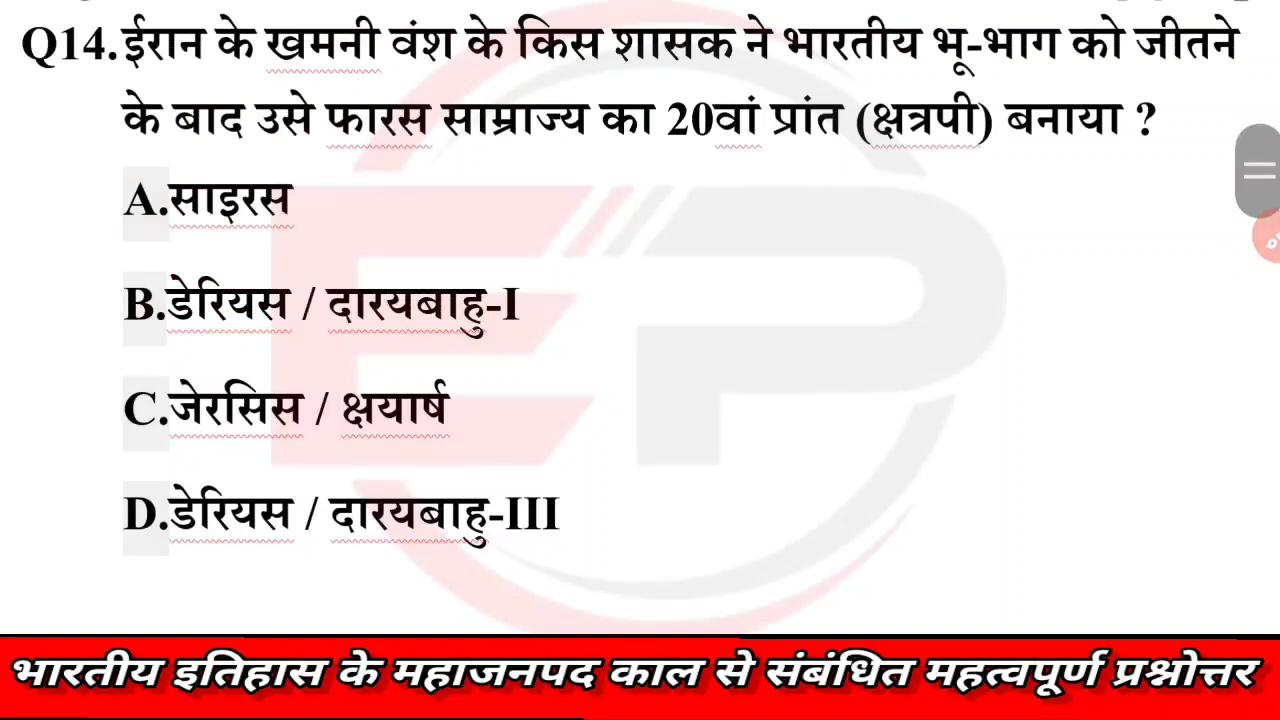 Q14.ईरान के खमनी वंश के किस शासक ने भारतीय भू-भाग को जीतने
के बाद उसे फारस साम्राज्य का 20वां प्रांत (क्षत्रपी) बनाया ?
A.साइरस
B.डेरियस / दारयबाहु-I
C.जेरसिस / क्षयार्ष
D.डेरियस / दारयबाहु-III
EP
भारतीय इतिहास के महाजनपद काल से संबंधित महत्वपूर्ण प्रश्नोत्तर